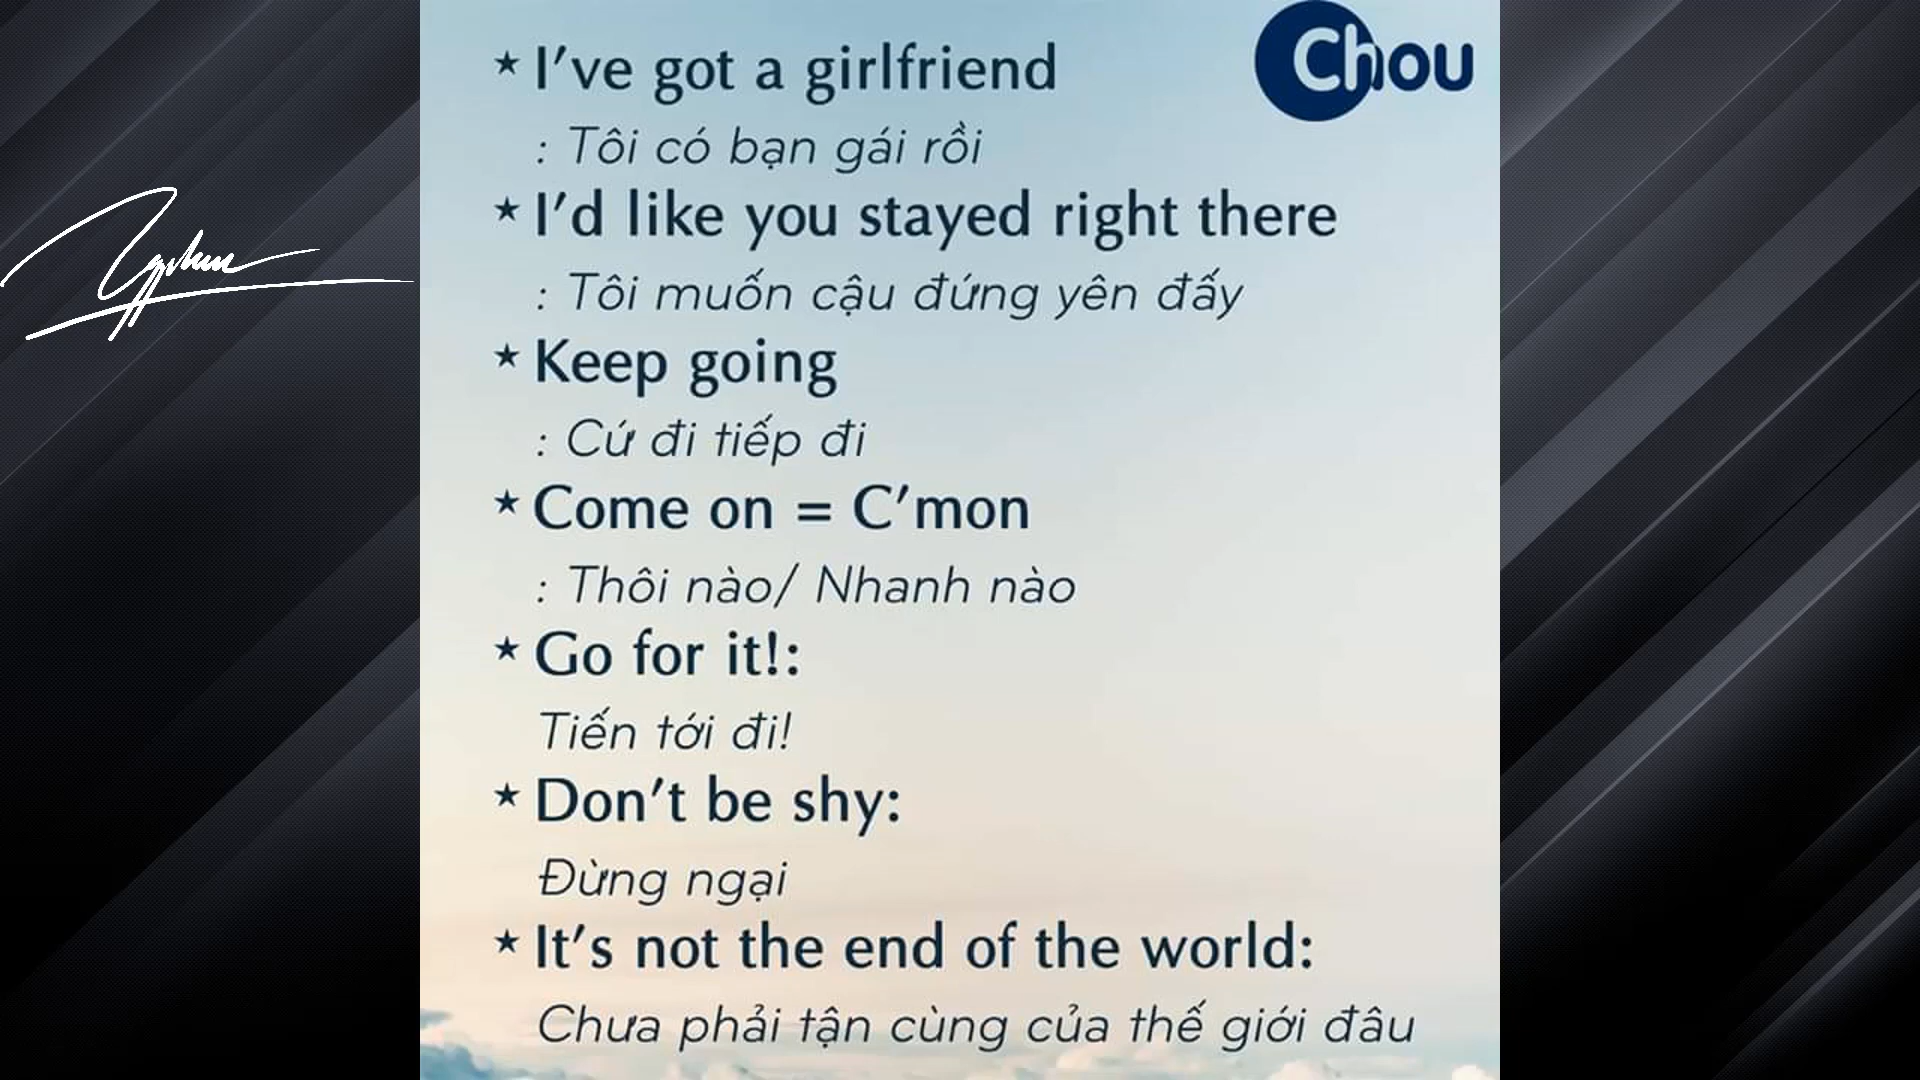 Chou
★ I've got a girlfriend
: Tôi có bạn gái rồi
★ I'd like you stayed right there
: Tôi muốn cậu đứng yên đấy
★ Keep going
: Cứ đi tiếp đi
★ Come on = C'mon
: Thôi nào/ Nhanh nào
★ Go for it!:
Tiến tới đi!
★ Don't be shy:
Đừng ngại
★ It's not the end of the world:
Chưa phải tận cùng của thế giới đâu